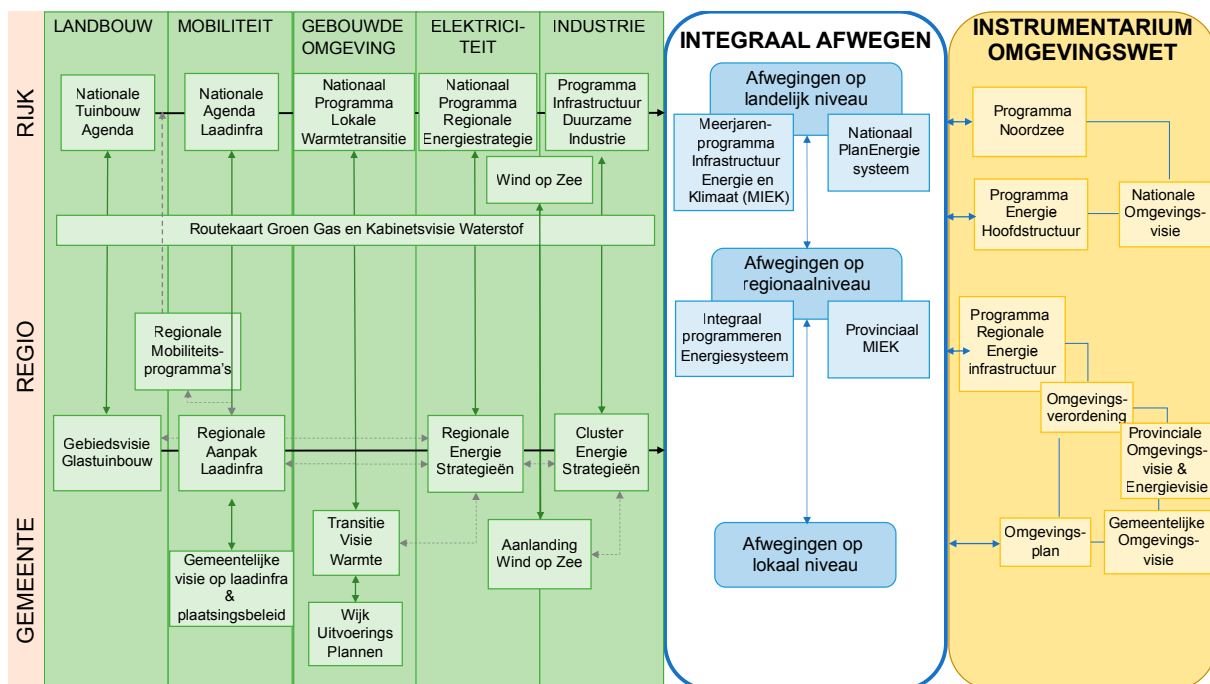 LANDBOUW
MOBILITEIT
GEBOUWDE
OMGEVING
ELEKTRICI-
TEIT
INDUSTRIE
INTEGRAAL AFWEGEN
INSTRUMENTARIUM
OMGEVINGSWET
RIJK
Nationale
Tuinbouw
Agenda
Nationale
Agenda
Laadinfra
Nationaal
Programma
Lokale
Warmtetransitie
Nationaal
Programma
Regionale
Energiestrategie
Programma
Infrastructuur
Duurzame
Industrie
Wind op Zee
Routekaart Groen Gas en Kabinetsvisie Waterstof
Afwegingen op
landelijk niveau
Meerjaren-
programma
Infrastructuur
Energie en
Klimaat (MIEK)
Nationaal
PlanEnergie
systeem
Programma
Noordzee
Programma
Energie
Hoofdstructuur
Nationale
Omgevings-
visie
REGIO
Regionale
Mobiliteits-
programma's
Gebiedsvisie
Glastuinbouw
Regionale
Aanpak
Laadinfra
Regionale
Energie
Strategieën
Cluster
Energie
Strategieën
Afwegingen op
regionaalniveau
Integraal
programmeren
Energiesysteem
Provinciaal
MIEK
Programma
Regionale
Energie
infrastructuur
Omgevings-
verordening
Provinciale
Omgevings-
visie &
Energievisie
GEMEENTE
Gemeentelijke
visie op laadinfra
&
plaatsingsbeleid
Transitie
Visie
Warmte
Wijk
Uitvoerings
Plannen
Aanlanding
Wind op Zee
Afwegingen op
lokaal niveau
Omgevings-
plan
Gemeentelijke
Omgevings-
visie